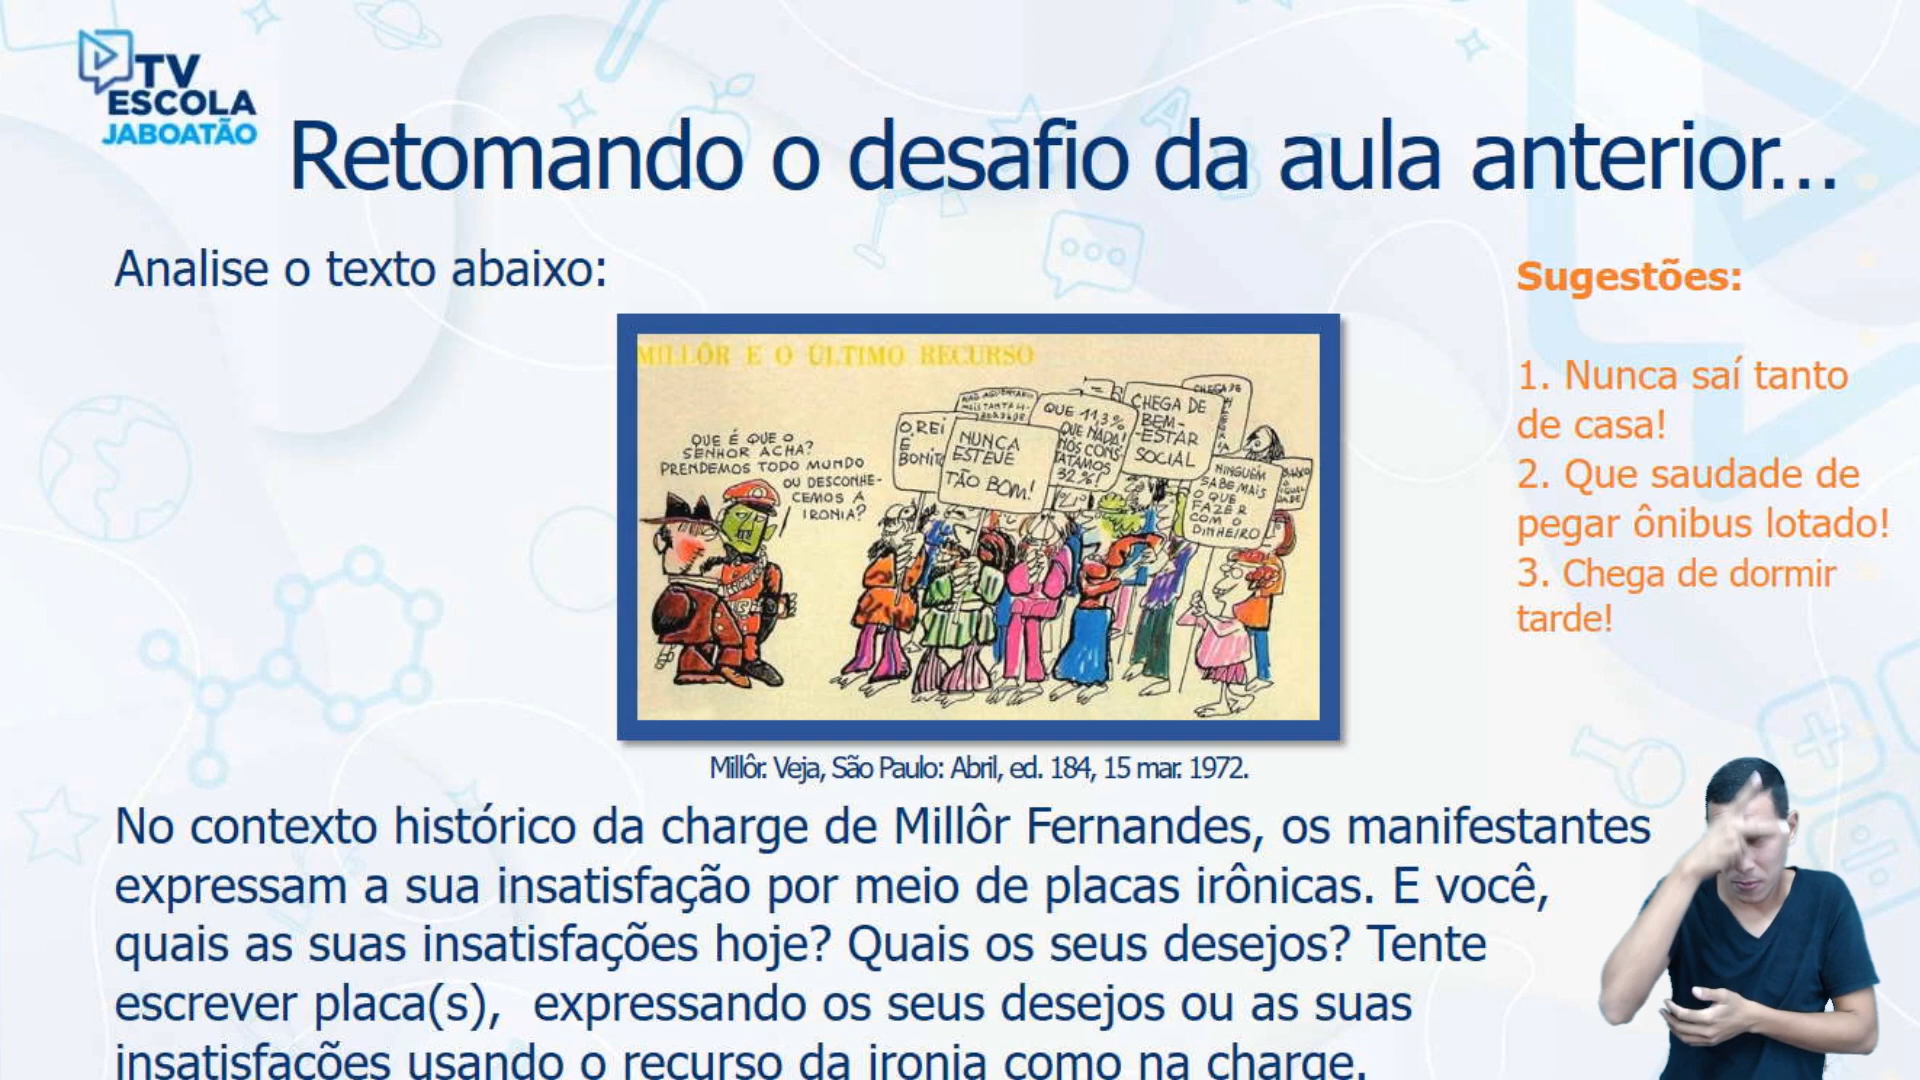 TV
ESCOLA
JABOATÃO
Retomando o desafio da aula anterior...
Analise o texto abaixo:
MILLÔR E O ÚLTIMO RECURSO
QUE É QUE O
SENHOR ACHA?
PRENDEMOS TODO MUNDO
OU DESCONHE-
CEMOS A
IRONIA?
O REI
É
BONITO
NUNCA
ESTEVE
TÃO BOM!
QUE 11,3%
QUE NADA!
NÓS CONS-
TATAMOS
32%!
CHEGA DE
BEM-
-ESTAR
SOCIAL
CHEGA DE
NINGUÉM
SABE MAIS
O QUE
FAZER
COM O
DINHEIRO
Millôr. Veja, São Paulo: Abril, ed. 184, 15 mar. 1972.
Sugestões:
1. Nunca saí tanto
de casa!
2. Que saudade de
pegar ônibus lotado!
3. Chega de dormir
tarde!
No contexto histórico da charge de Millôr Fernandes, os manifestantes
expressam a sua insatisfação por meio de placas irônicas. E você,
quais as suas insatisfações hoje? Quais os seus desejos? Tente
escrever placa(s), expressando os seus desejos ou as suas
insatisfações usando o recurso da ironia como na charge.